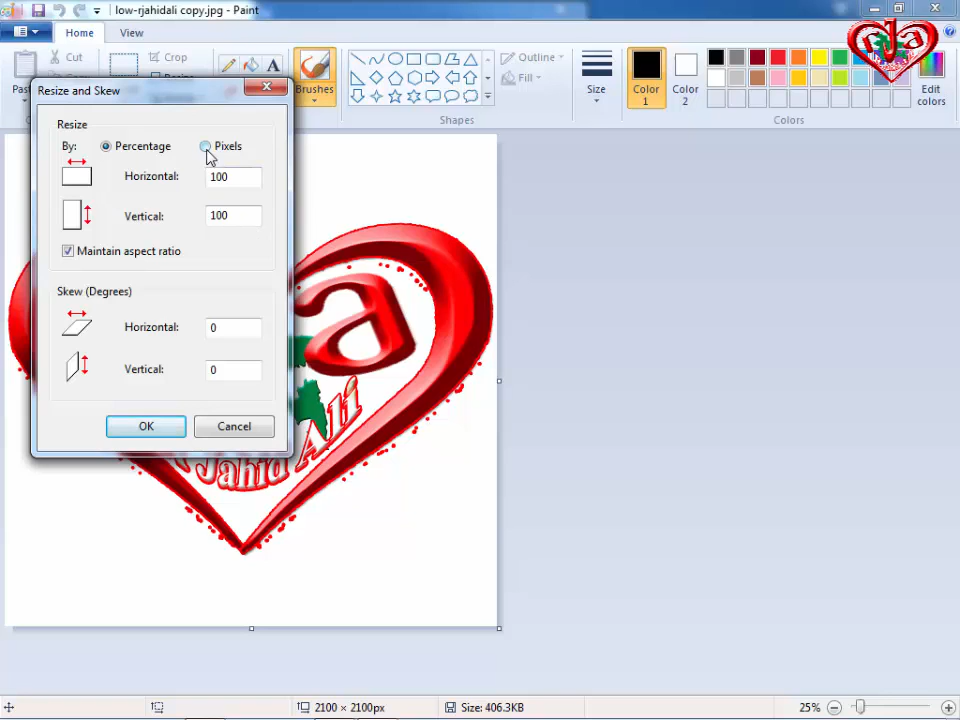 low-rjahidali copy.jpg - Paint
Home
View
Cut
Crop
Brushes
Outline
Fill
Size
Color
1
Color
2
Edit
colors
Shapes
Colors
rja
Resize and Skew
Resize
By:
Percentage
Pixels
Horizontal:
100
Vertical:
100
Maintain aspect ratio
Skew (Degrees)
Horizontal:
0
Vertical:
0
OK
Cancel
a
Jahid Ali
2100 × 2100px
Size: 406.3KB
25%